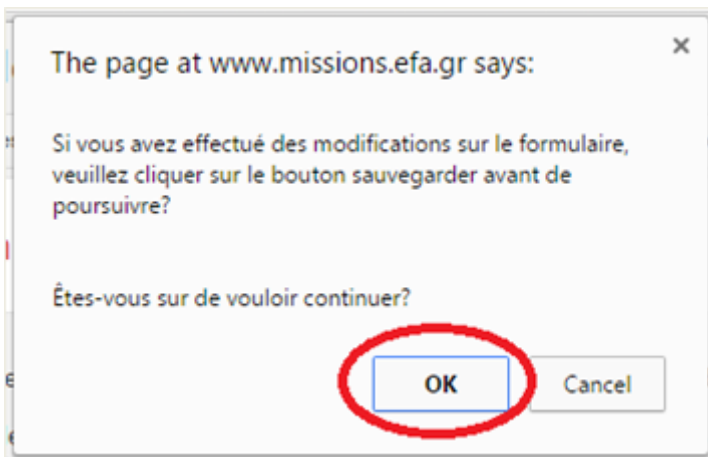 The page at www.missions.efa.gr says:
×
Si vous avez effectué des modifications sur le formulaire,
veuillez cliquer sur le bouton sauvegarder avant de
poursuivre?
Êtes-vous sur de vouloir continuer?
OK
Cancel